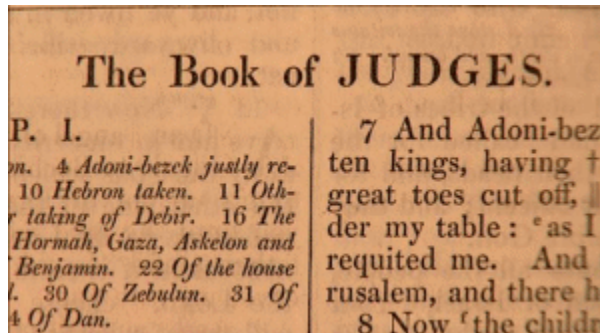 The Book of JUDGES.
P. I.
on. 4 Adoni-bezek justly re-
10 Hebron taken. 11 Oth-
r taking of Debir. 16 The
Hormah, Gaza, Askelon and
Benjamin. 22 Of the house
l. 30 Of Zebulun. 31 Of
4 Of Dan.
7 And Adoni-bez
ten kings, having †
great toes cut off, ||
der my table : e as I
requited me. And
rusalem, and there h
8 Now f the childr